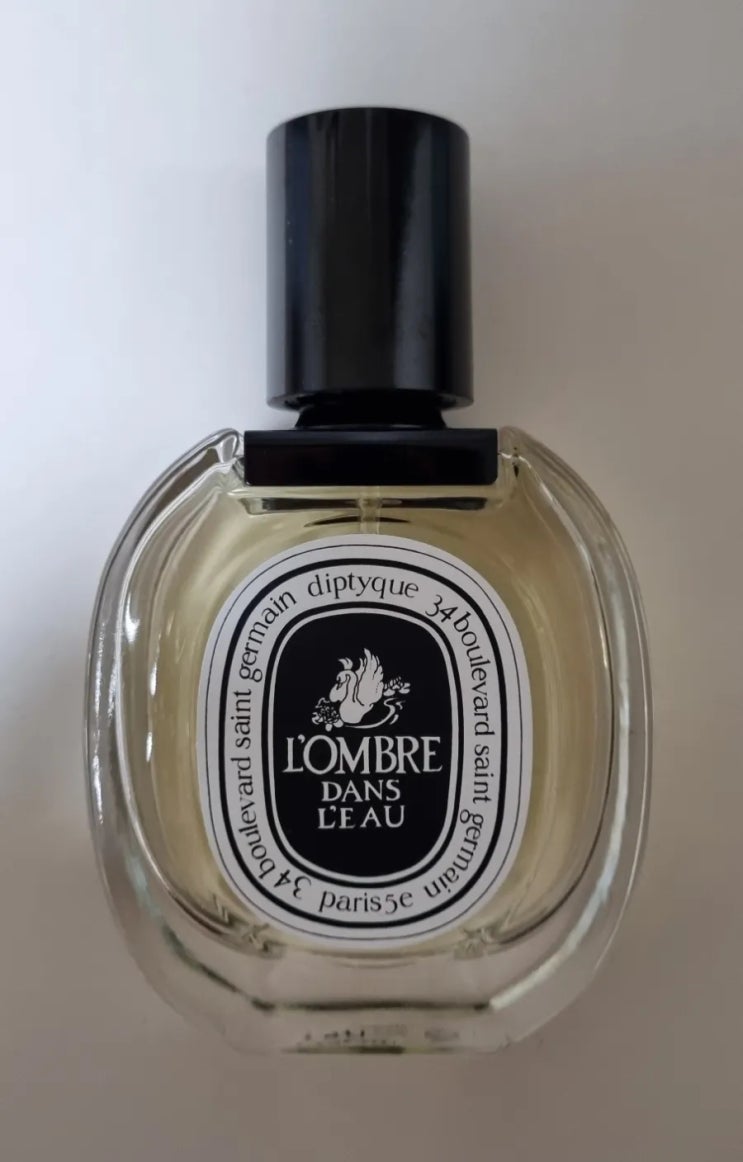 diptyque 34 boulevard saint germain paris5e 34 boulevard saint germain
L'OMBRE
DANS
L'EAU